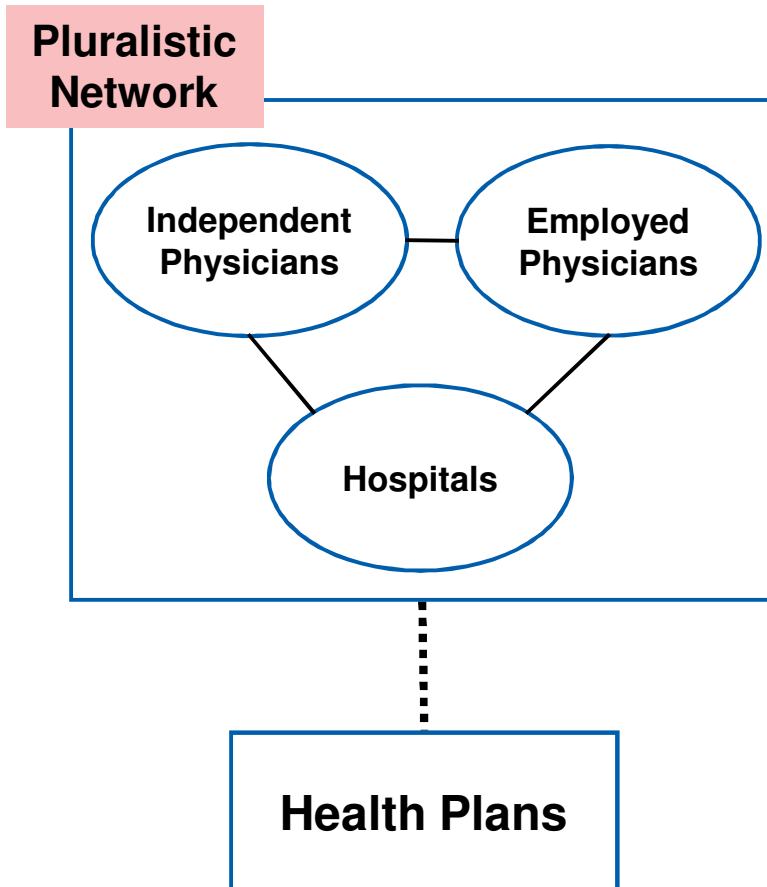 Pluralistic
Network
Independent
Physicians
Employed
Physicians
Hospitals
Health Plans